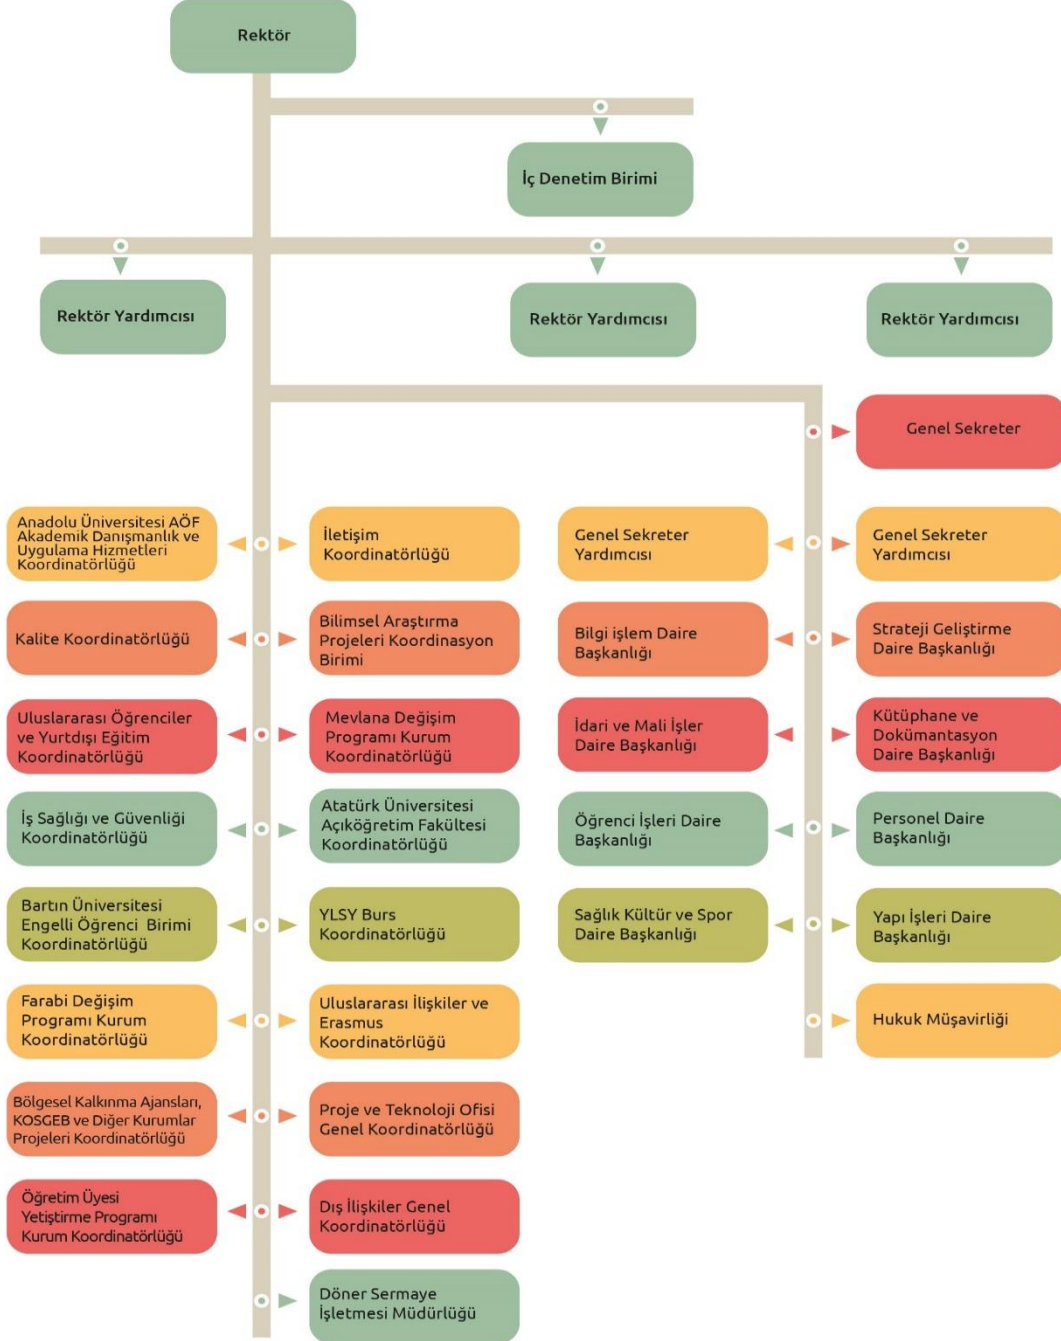 Rektör
İç Denetim Birimi
Rektör Yardımcısı
Rektör Yardımcısı
Rektör Yardımcısı
Genel Sekreter
Anadolu Üniversitesi AÖF
Akademik Danışmanlık ve
Uygulama Hizmetleri
Koordinatörlüğü
İletişim
Koordinatörlüğü
Genel Sekreter
Yardımcısı
Genel Sekreter
Yardımcısı
Kalite Koordinatörlüğü
Bilimsel Araştırma
Projeleri Koordinasyon
Birimi
Bilgi işlem Daire
Başkanlığı
Strateji Geliştirme
Daire Başkanlığı
Uluslararası Öğrenciler
ve Yurtdışı Eğitim
Koordinatörlüğü
Mevlana Değişim
Programı Kurum
Koordinatörlüğü
İdari ve Mali İşler
Daire Başkanlığı
Kütüphane ve
Dokümantasyon
Daire Başkanlığı
İş Sağlığı ve Güvenliği
Koordinatörlüğü
Atatürk Üniversitesi
Açıköğretim Fakültesi
Koordinatörlüğü
Öğrenci İşleri Daire
Başkanlığı
Personel Daire
Başkanlığı
Bartın Üniversitesi
Engelli Öğrenci Birimi
Koordinatörlüğü
YLSY Burs
Koordinatörlüğü
Sağlık Kültür ve Spor
Daire Başkanlığı
Yapı İşleri Daire
Başkanlığı
Farabi Değişim
Programı Kurum
Koordinatörlüğü
Uluslararası İlişkiler ve
Erasmus
Koordinatörlüğü
Hukuk Müşavirliği
Bölgesel Kalkınma Ajansları,
KOSGEB ve Diğer Kurumlar
Projeleri Koordinatörlüğü
Proje ve Teknoloji Ofisi
Genel Koordinatörlüğü
Öğretim Üyesi
Yetiştirme Programı
Kurum Koordinatörlüğü
Dış İlişkiler Genel
Koordinatörlüğü
Döner Sermaye
İşletmesi Müdürlüğü